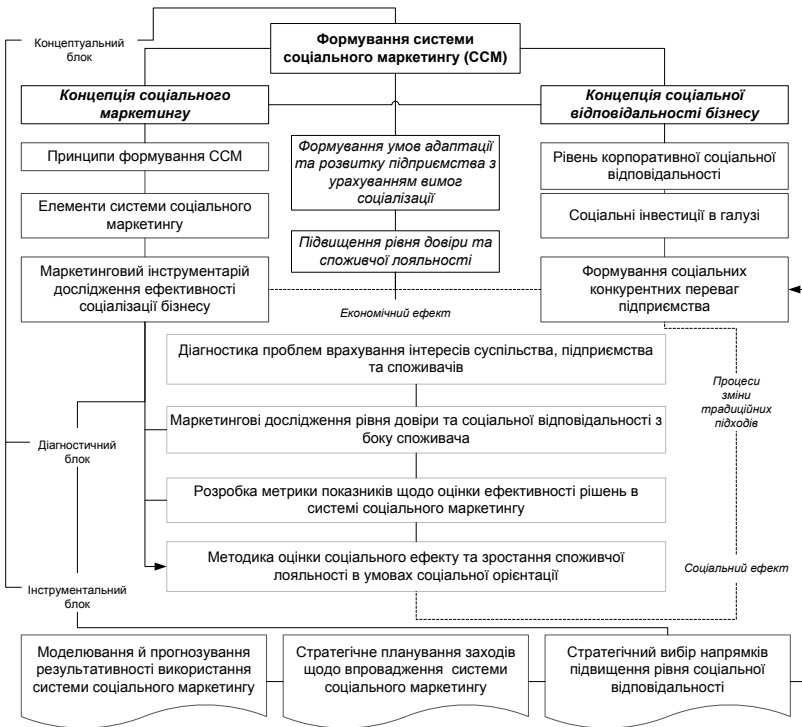 Концептуальний
блок
Формування системи
соціального маркетингу (ССМ)
Концепція соціального
маркетингу
Концепція соціальної
відповідальності бізнесу
Формування умов адаптації
та розвитку підприємства з
урахуванням вимог
соціалізації
Принципи формування ССМ
Рівень корпоративної соціальної
відповідальності
Елементи системи соціального
маркетингу
Соціальні інвестиції в галузі
Підвищення рівня довіри та
споживчої лояльності
Маркетинговий інструментарій
дослідження ефективності
соціалізації бізнесу
Формування соціальних
конкурентних переваг
підприємства
Економічний ефект
Діагностика проблем врахування інтересів суспільства, підприємства
та споживачів
Процеси
зміни
традиційних
підходів
Діагностичний
блок
Маркетингові дослідження рівня довіри та соціальної відповідальності з
боку споживача
Розробка метрики показників щодо оцінки ефективності рішень в
системі соціального маркетингу
Методика оцінки соціального ефекту та зростання споживчої
лояльності в умовах соціальної орієнтації
Соціальний ефект
Інструментальний
блок
Моделювання й прогнозування
результативності використання
системи соціального маркетингу
Стратегічне планування заходів
щодо впровадження системи
соціального маркетингу
Стратегічний вибір напрямків
підвищення рівня соціальної
відповідальності